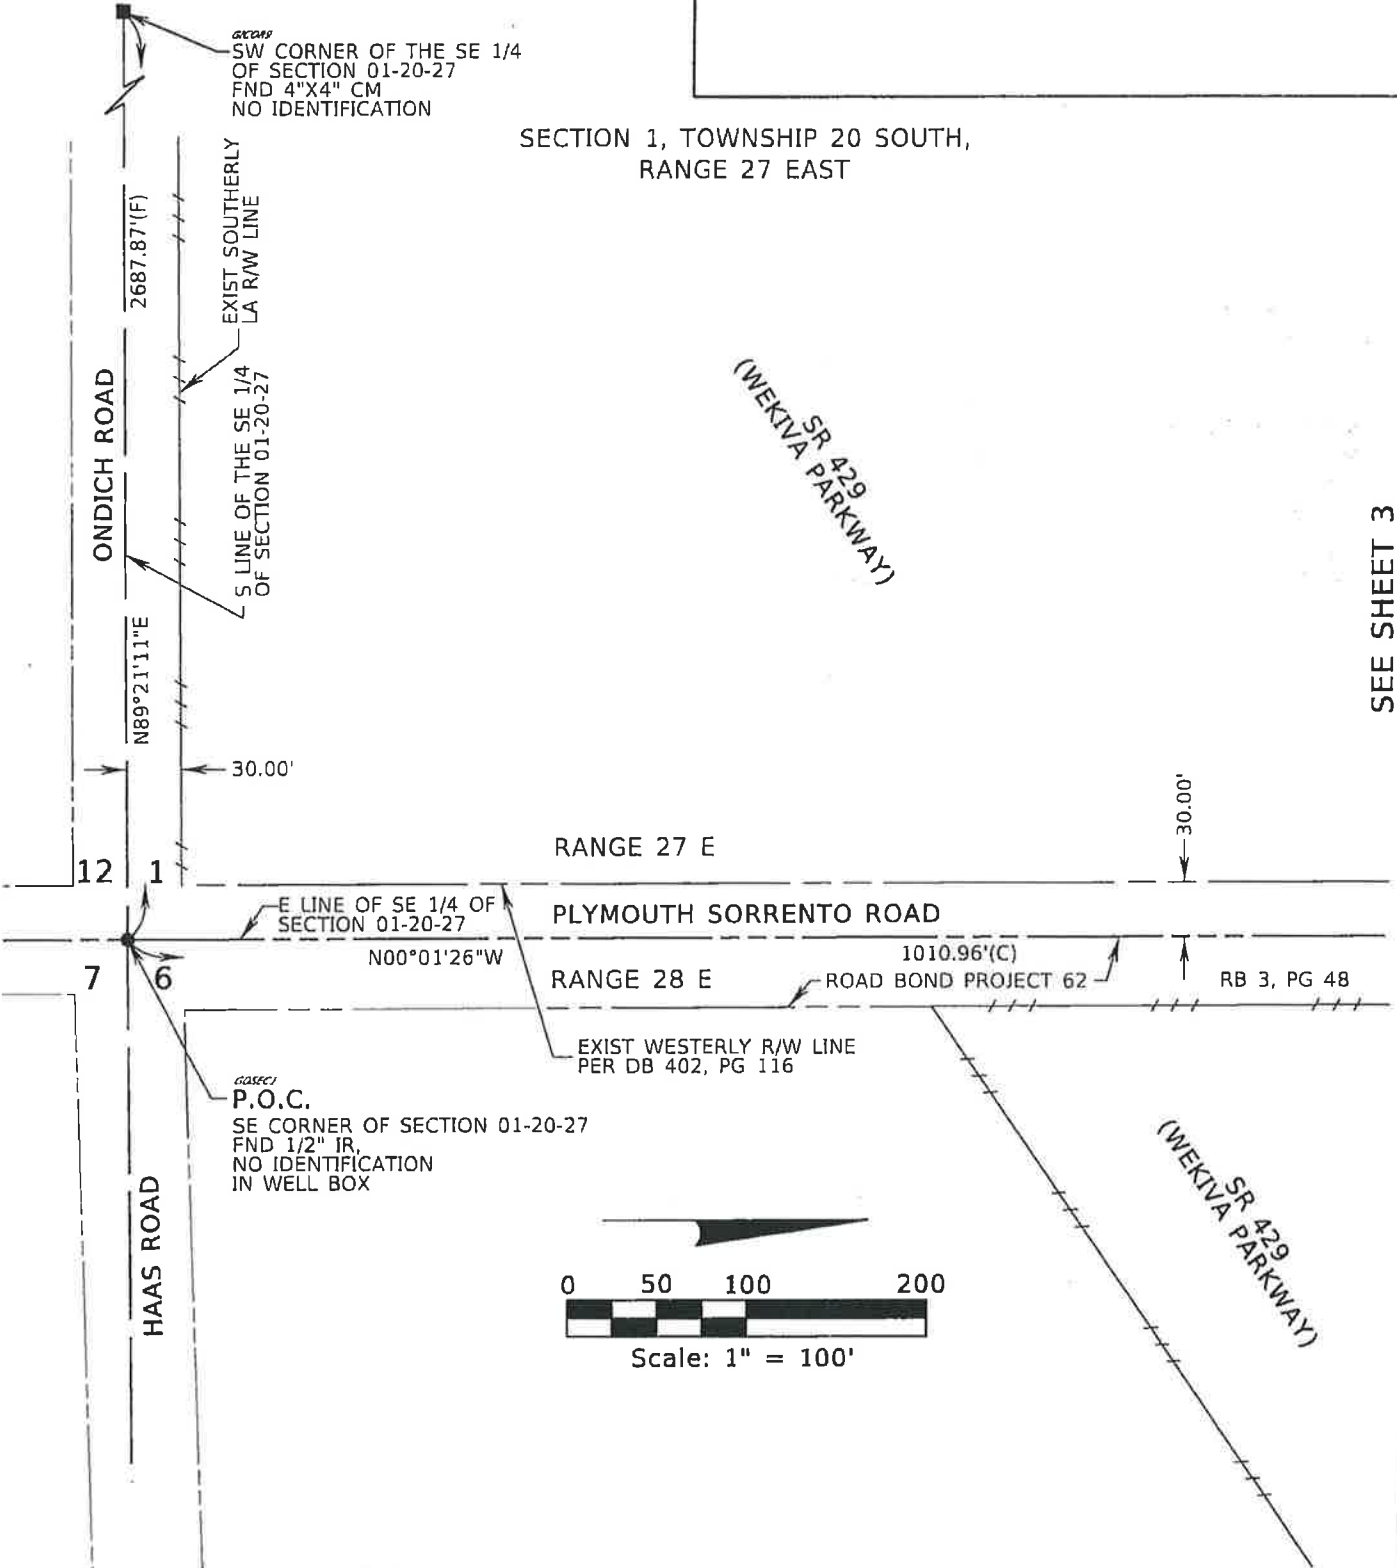 SW CORNER OF THE SE 1/4
OF SECTION 01-20-27
FND 4"X4" CM
NO IDENTIFICATION
SECTION 1, TOWNSHIP 20 SOUTH,
RANGE 27 EAST
2687.87'(F)
EXIST SOUTHERLY
LA R/W LINE
ONDICH ROAD
S LINE OF THE SE 1/4
OF SECTION 01-20-27
N89°21'11"E
SR 429
(WEKIVA PARKWAY)
SEE SHEET 3
30.00'
30.00'
12
1
RANGE 27 E
E LINE OF SE 1/4 OF
SECTION 01-20-27
PLYMOUTH SORRENTO ROAD
N00°01'26"W
1010.96'(C)
7
6
RANGE 28 E
ROAD BOND PROJECT 62
RB 3, PG 48
EXIST WESTERLY R/W LINE
PER DB 402, PG 116
P.O.C.
SE CORNER OF SECTION 01-20-27
FND 1/2" IR,
NO IDENTIFICATION
IN WELL BOX
HAAS ROAD
SR 429
(WEKIVA PARKWAY)
0 50 100 200
Scale: 1" = 100'